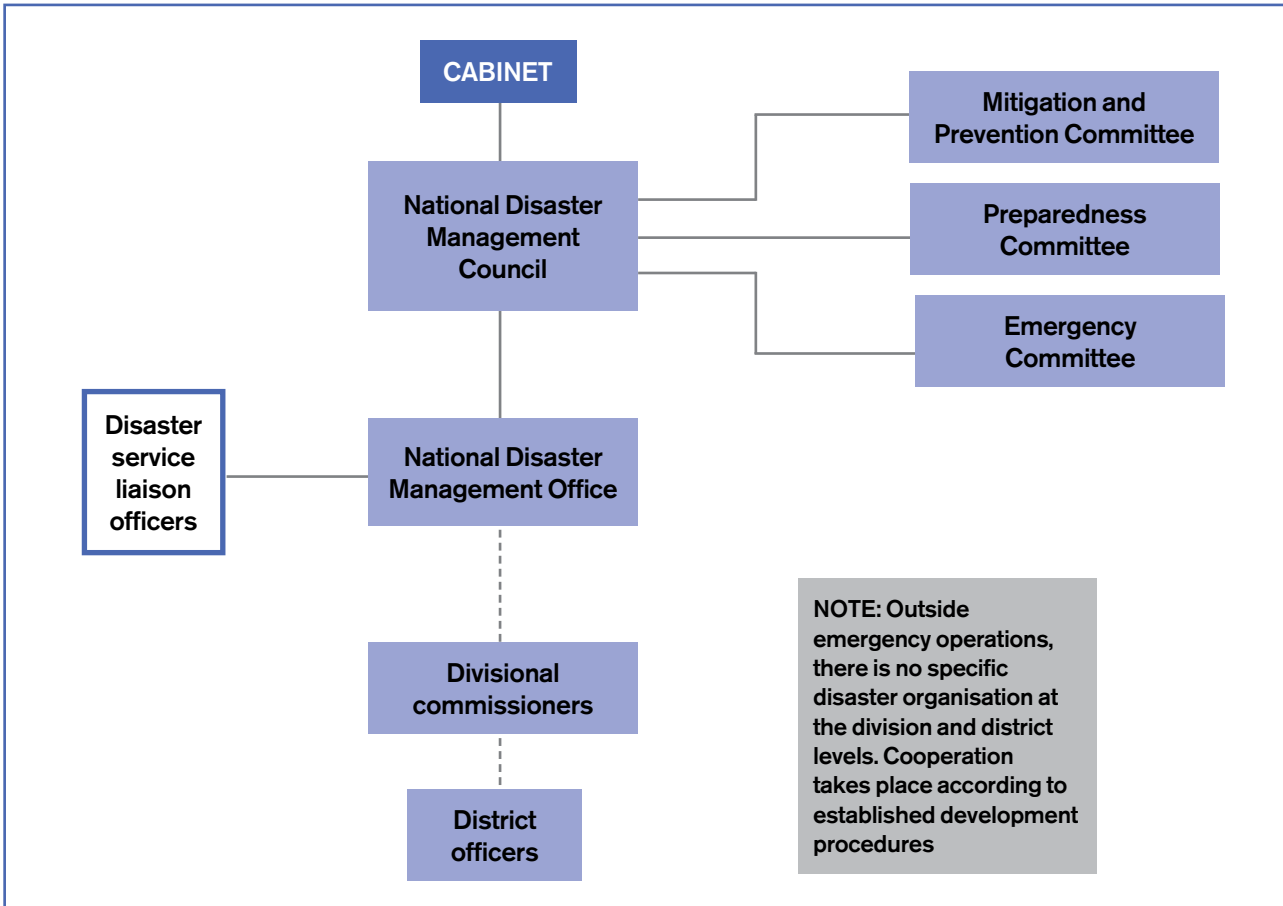 CABINET
National Disaster
Management
Council
Mitigation and
Prevention Committee
Preparedness
Committee
Emergency
Committee
Disaster
service
liaison
officers
National Disaster
Management Office
Divisional
commissioners
District
officers
NOTE: Outside
emergency operations,
there is no specific
disaster organisation at
the division and district
levels. Cooperation
takes place according to
established development
procedures